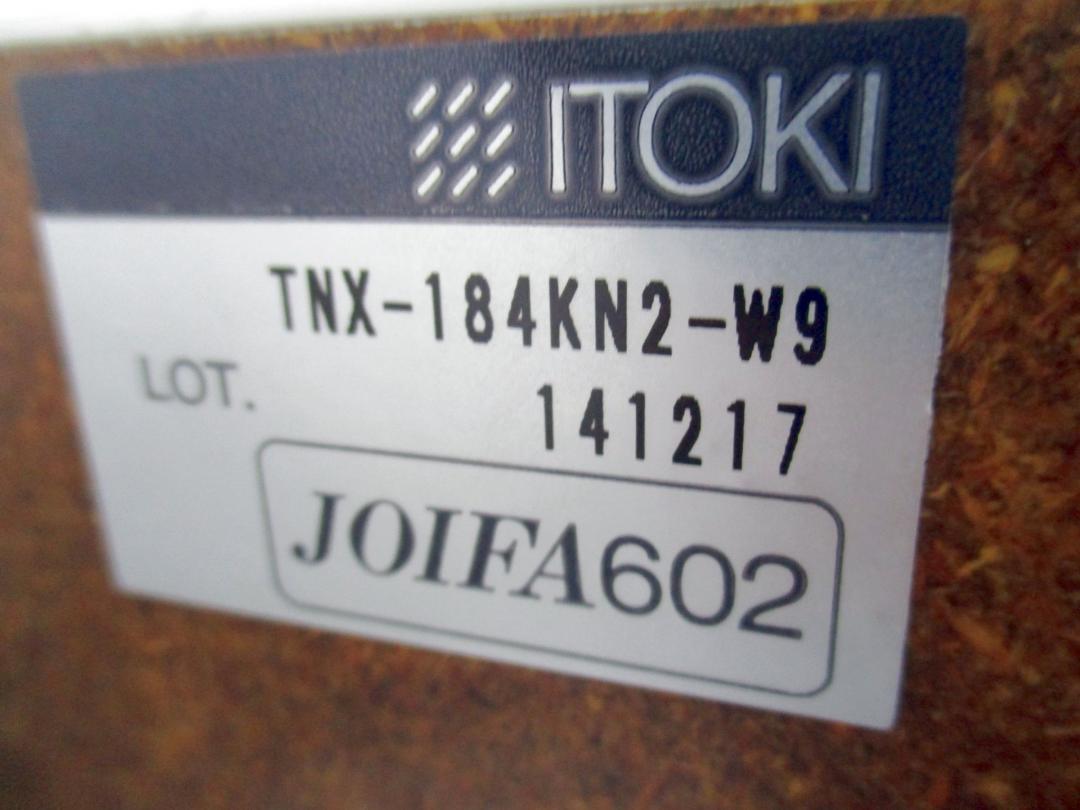 ITOKI
TNX-184KN2-W9
LOT. 141217
JOIFA602